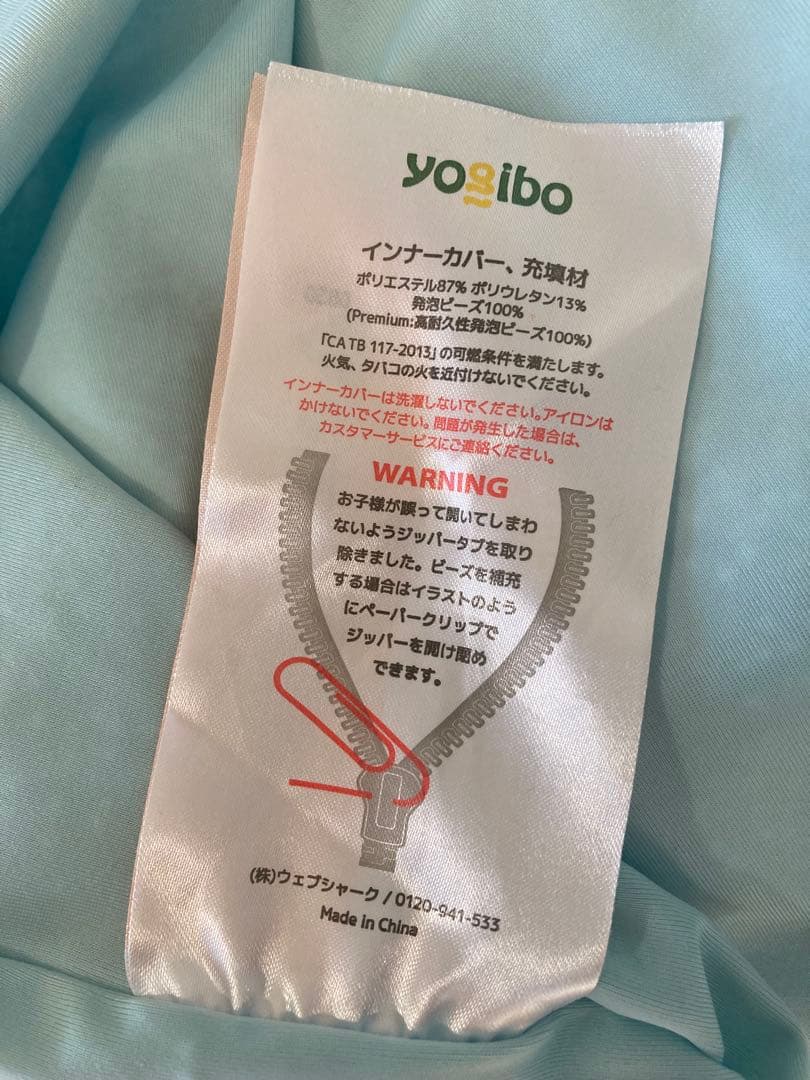 yogibo
インナーカバー、充填材
ポリエステル87% ポリウレタン13%
発泡ビーズ100%
(Premium:高耐久性発泡ビーズ100%)
「CA TB 117-2013」の可燃条件を満たします。
火気、タバコの火を近付けないでください。
インナーカバーは洗濯しないでください。アイロンは
かけないでください。問題が発生した場合は、
カスタマーサービスにご連絡ください。
WARNING
お子様が誤って開いてしまわ
ないようジッパータブを取り
除きました。ビーズを補充
する場合はイラストのよう
にペーパークリップで
ジッパーを開け閉め
できます。
(株)ウェブシャーク / 0120-941-533
Made in China